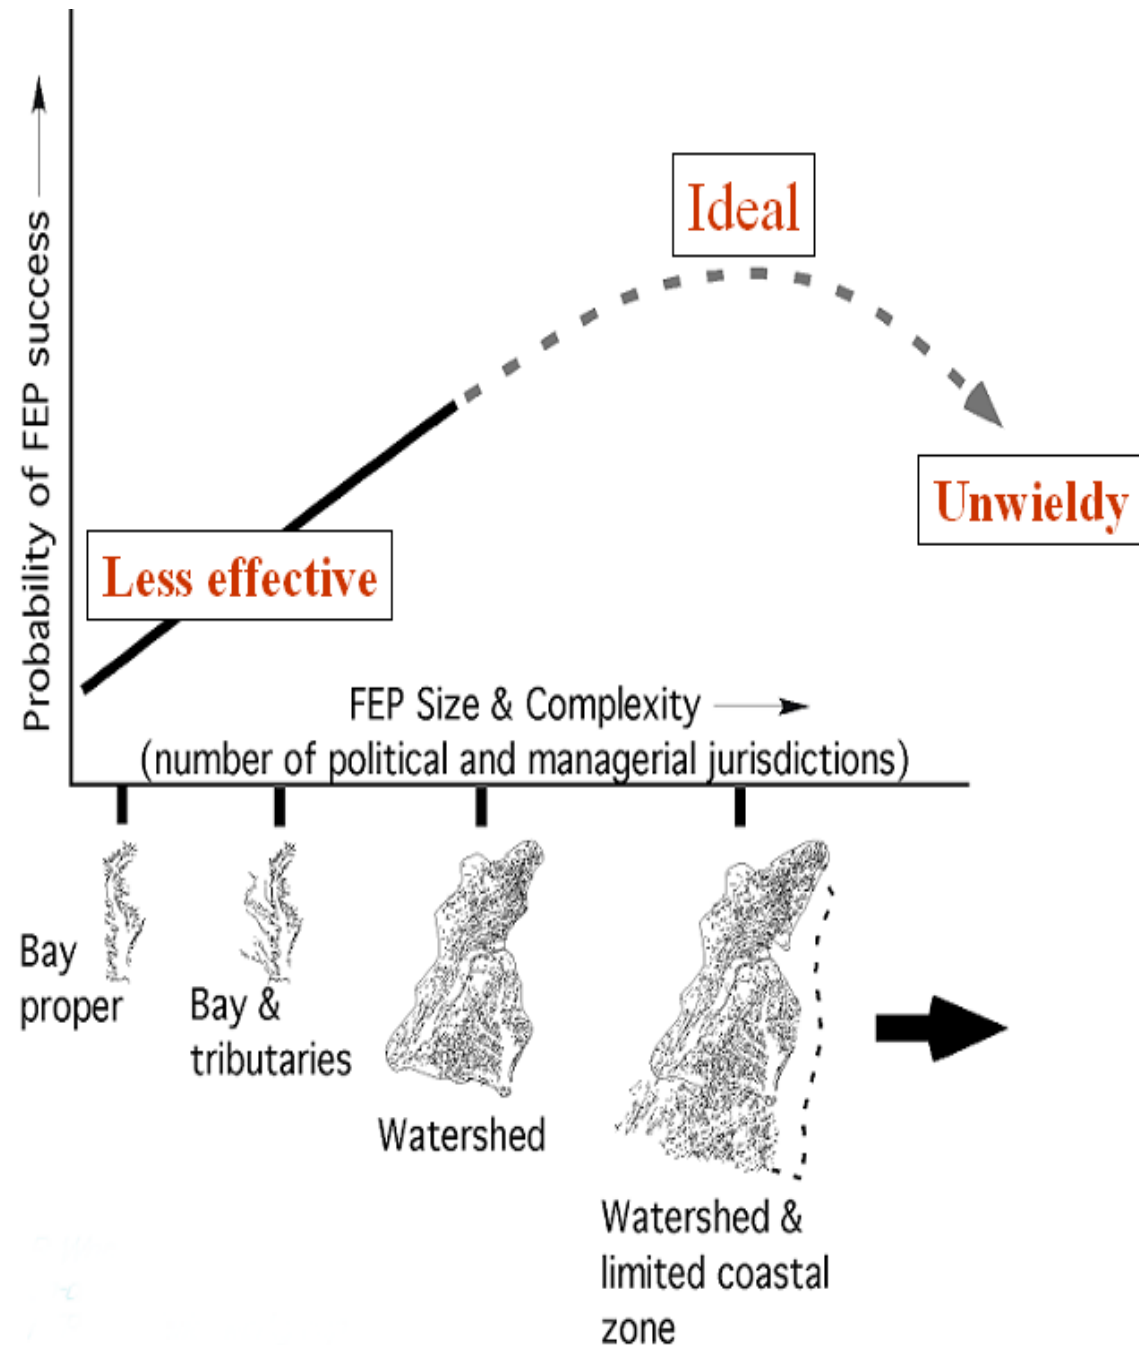 Probability of FEP success
Ideal
Unwieldy
Less effective
FEP Size & Complexity
(number of political and managerial jurisdictions)
Bay
proper
Bay &
tributaries
Watershed
Watershed &
limited coastal
zone